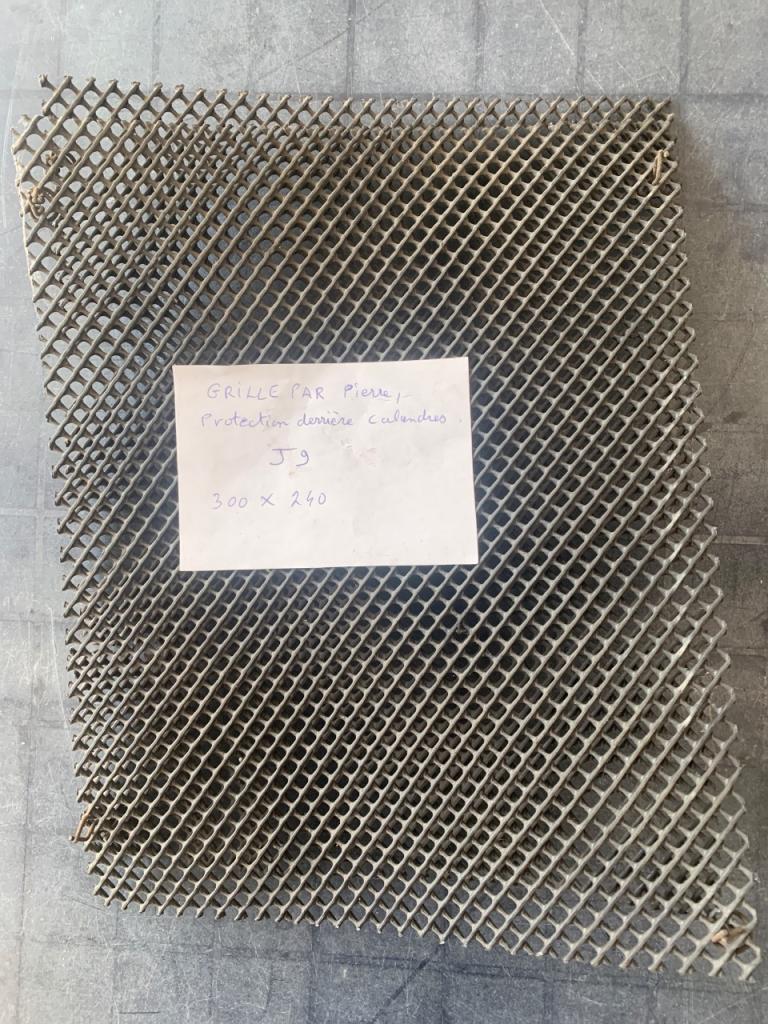 GRILLE PAR Pierre,-
Protection derrière calandres.
J9
300 x 240